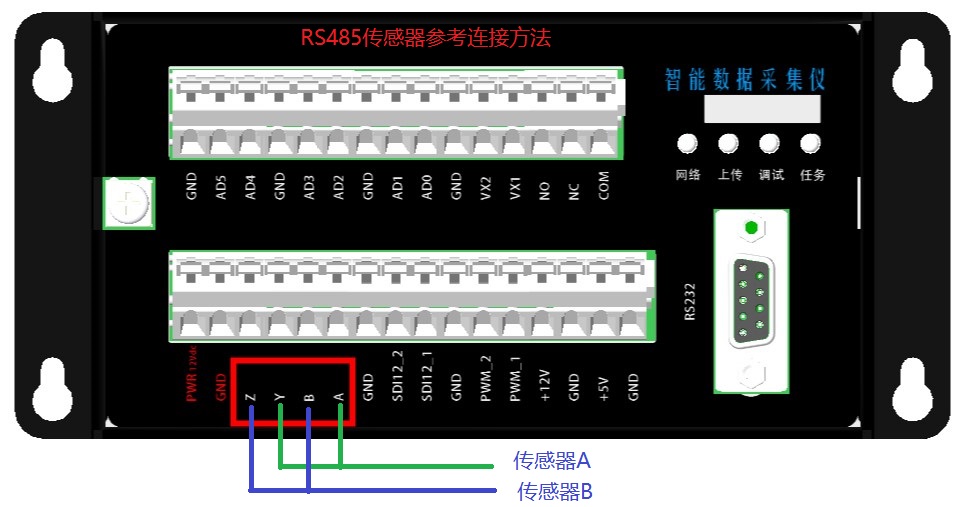 RS485传感器参考连接方法
智能数据采集仪
网络 上传 调试 任务
GND AD5 AD4 GND AD3 AD2 GND AD1 AD0 GND VX2 VX1 NO NC COM
RS232
PWR 12Vdc GND Z Y B A GND SDI12_2 SDI12_1 GND PWM_2 PWM_1 +12V GND +5V GND
传感器A
传感器B